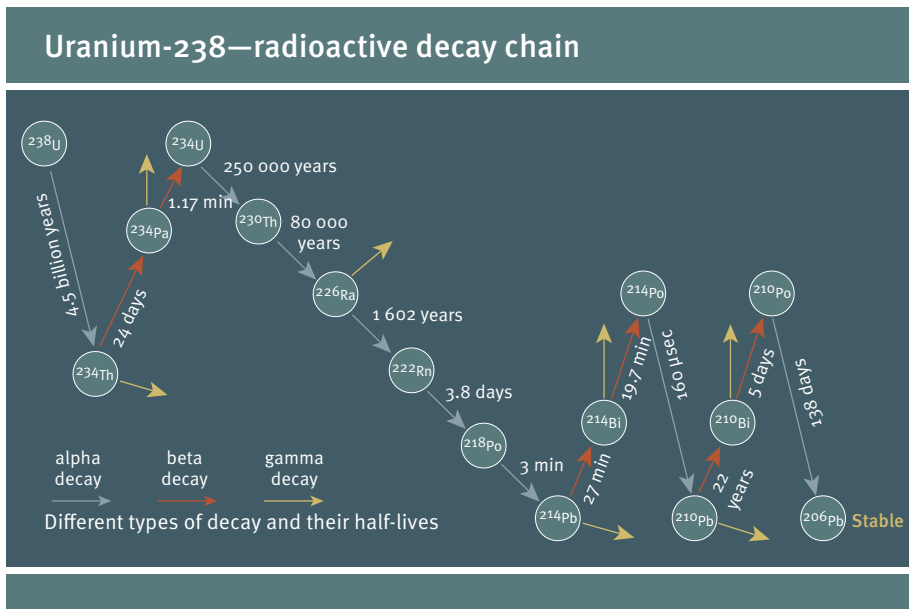 Uranium-238—radioactive decay chain
²³⁸U
4.5 billion years
²³⁴Th
24 days
²³⁴Pa
1.17 min
²³⁴U
250 000 years
²³⁰Th
80 000
years
²²⁶Ra
1 602 years
²²²Rn
3.8 days
²¹⁸Po
3 min
²¹⁴Pb
27 min
²¹⁴Bi
19.7 min
²¹⁴Po
160 µsec
²¹⁰Pb
22
years
²¹⁰Bi
5 days
²¹⁰Po
138 days
²⁰⁶Pb Stable
alpha
decay
beta
decay
gamma
decay
Different types of decay and their half-lives